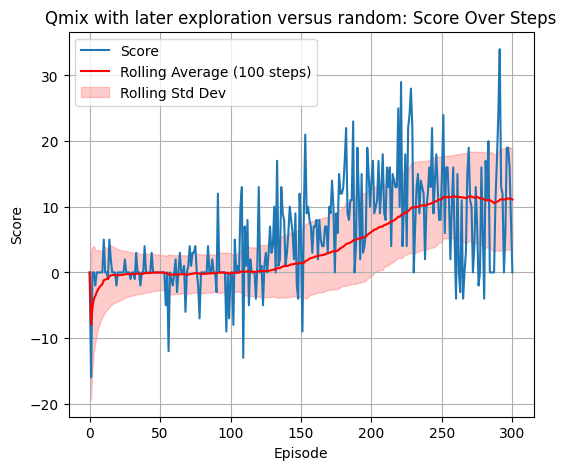 Qmix with later exploration versus random: Score Over Steps
Score
Rolling Average (100 steps)
Rolling Std Dev
Score
30
20
10
0
−10
−20
0 50 100 150 200 250 300
Episode